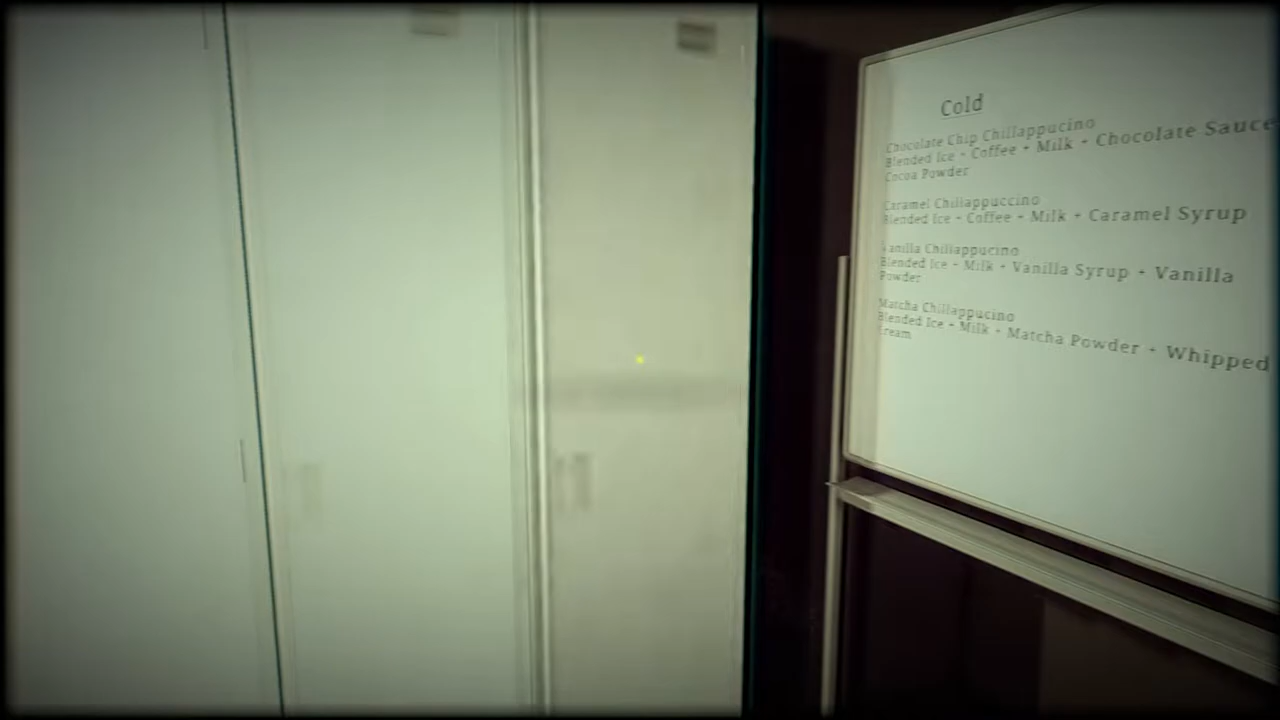 Cold
Chocolate Chip Chillappucino
Blended Ice + Coffee + Milk + Chocolate Sauce
Cocoa Powder
Caramel Chillappuccino
Blended Ice + Coffee + Milk + Caramel Syrup
Vanilla Chillappucino
Blended Ice + Milk + Vanilla Syrup + Vanilla
Powder
Matcha Chillappucino
Blended Ice + Milk + Matcha Powder + Whipped
Cream